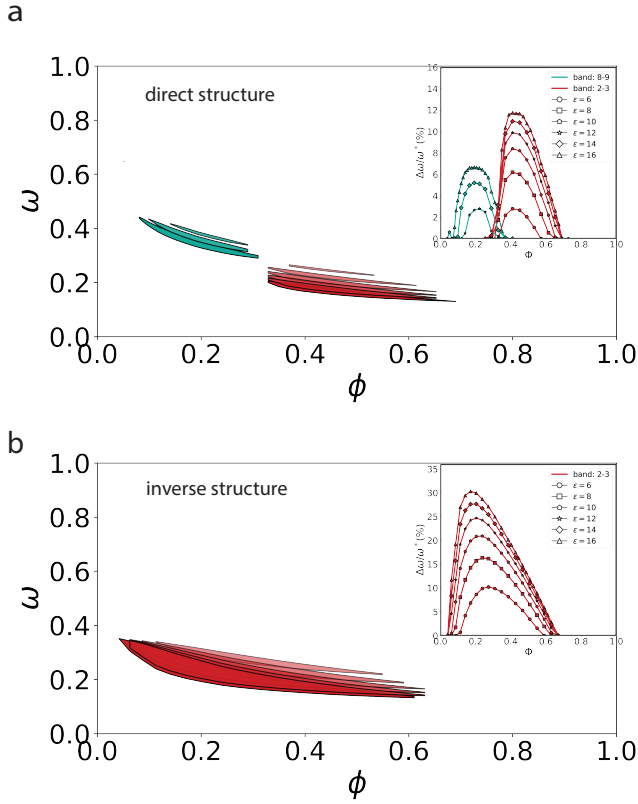 a
direct structure
ω
1.0
0.8
0.6
0.4
0.2
0.0
0.0
0.2
0.4
0.6
0.8
1.0
ϕ
Δω/ω* (%)
16
14
12
10
8
6
4
2
0
0.0
0.2
0.4
0.6
0.8
1.0
Φ
band: 8-9
band: 2-3
ε = 6
ε = 8
ε = 10
ε = 12
ε = 14
ε = 16
b
inverse structure
ω
1.0
0.8
0.6
0.4
0.2
0.0
0.0
0.2
0.4
0.6
0.8
1.0
ϕ
Δω/ω* (%)
35
30
25
20
15
10
5
0
0.0
0.2
0.4
0.6
0.8
1.0
Φ
band: 2-3
ε = 6
ε = 8
ε = 10
ε = 12
ε = 14
ε = 16